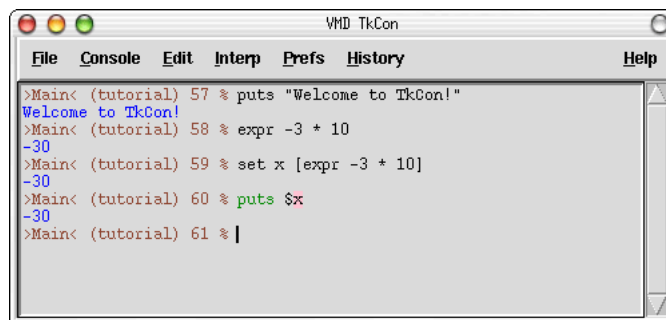 VMD TkCon
File Console Edit Interp Prefs History Help
>Main< (tutorial) 57 % puts "Welcome to TkCon!"
Welcome to TkCon!
>Main< (tutorial) 58 % expr -3 * 10
-30
>Main< (tutorial) 59 % set x [expr -3 * 10]
-30
>Main< (tutorial) 60 % puts $x
-30
>Main< (tutorial) 61 %